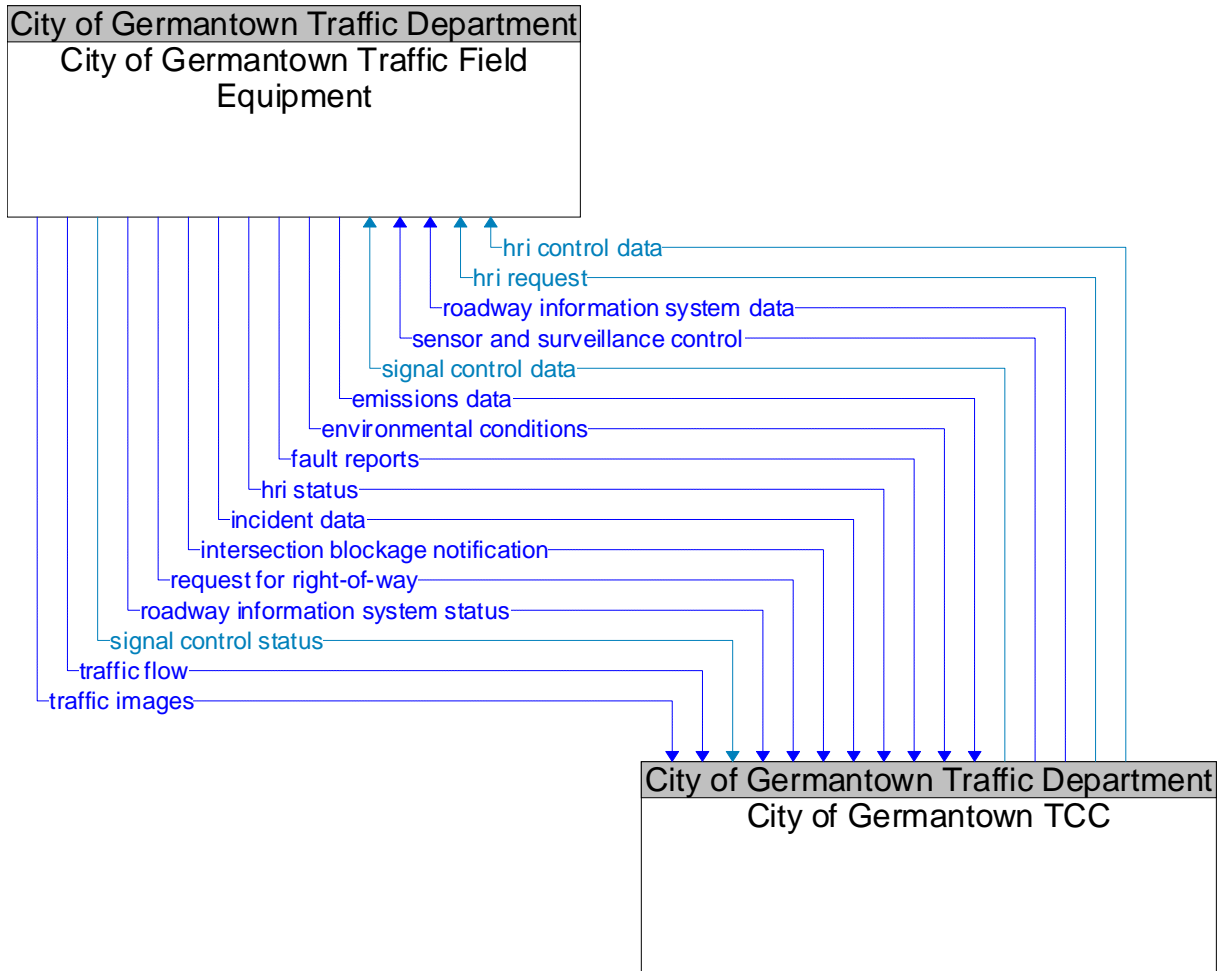 City of Germantown Traffic Department
City of Germantown Traffic Field
Equipment
hri control data
hri request
roadway information system data
sensor and surveillance control
signal control data
emissions data
environmental conditions
fault reports
hri status
incident data
intersection blockage notification
request for right-of-way
roadway information system status
signal control status
traffic flow
traffic images
City of Germantown Traffic Department
City of Germantown TCC